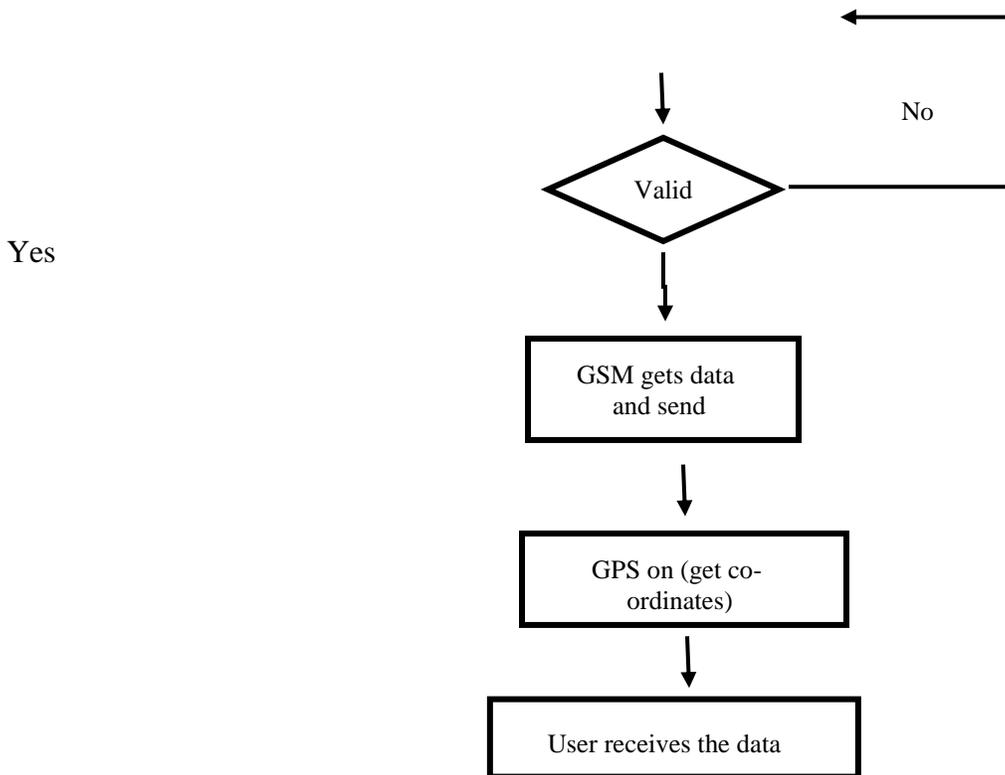 No
Valid
Yes
GSM gets data
and send
GPS on (get co-
ordinates)
User receives the data